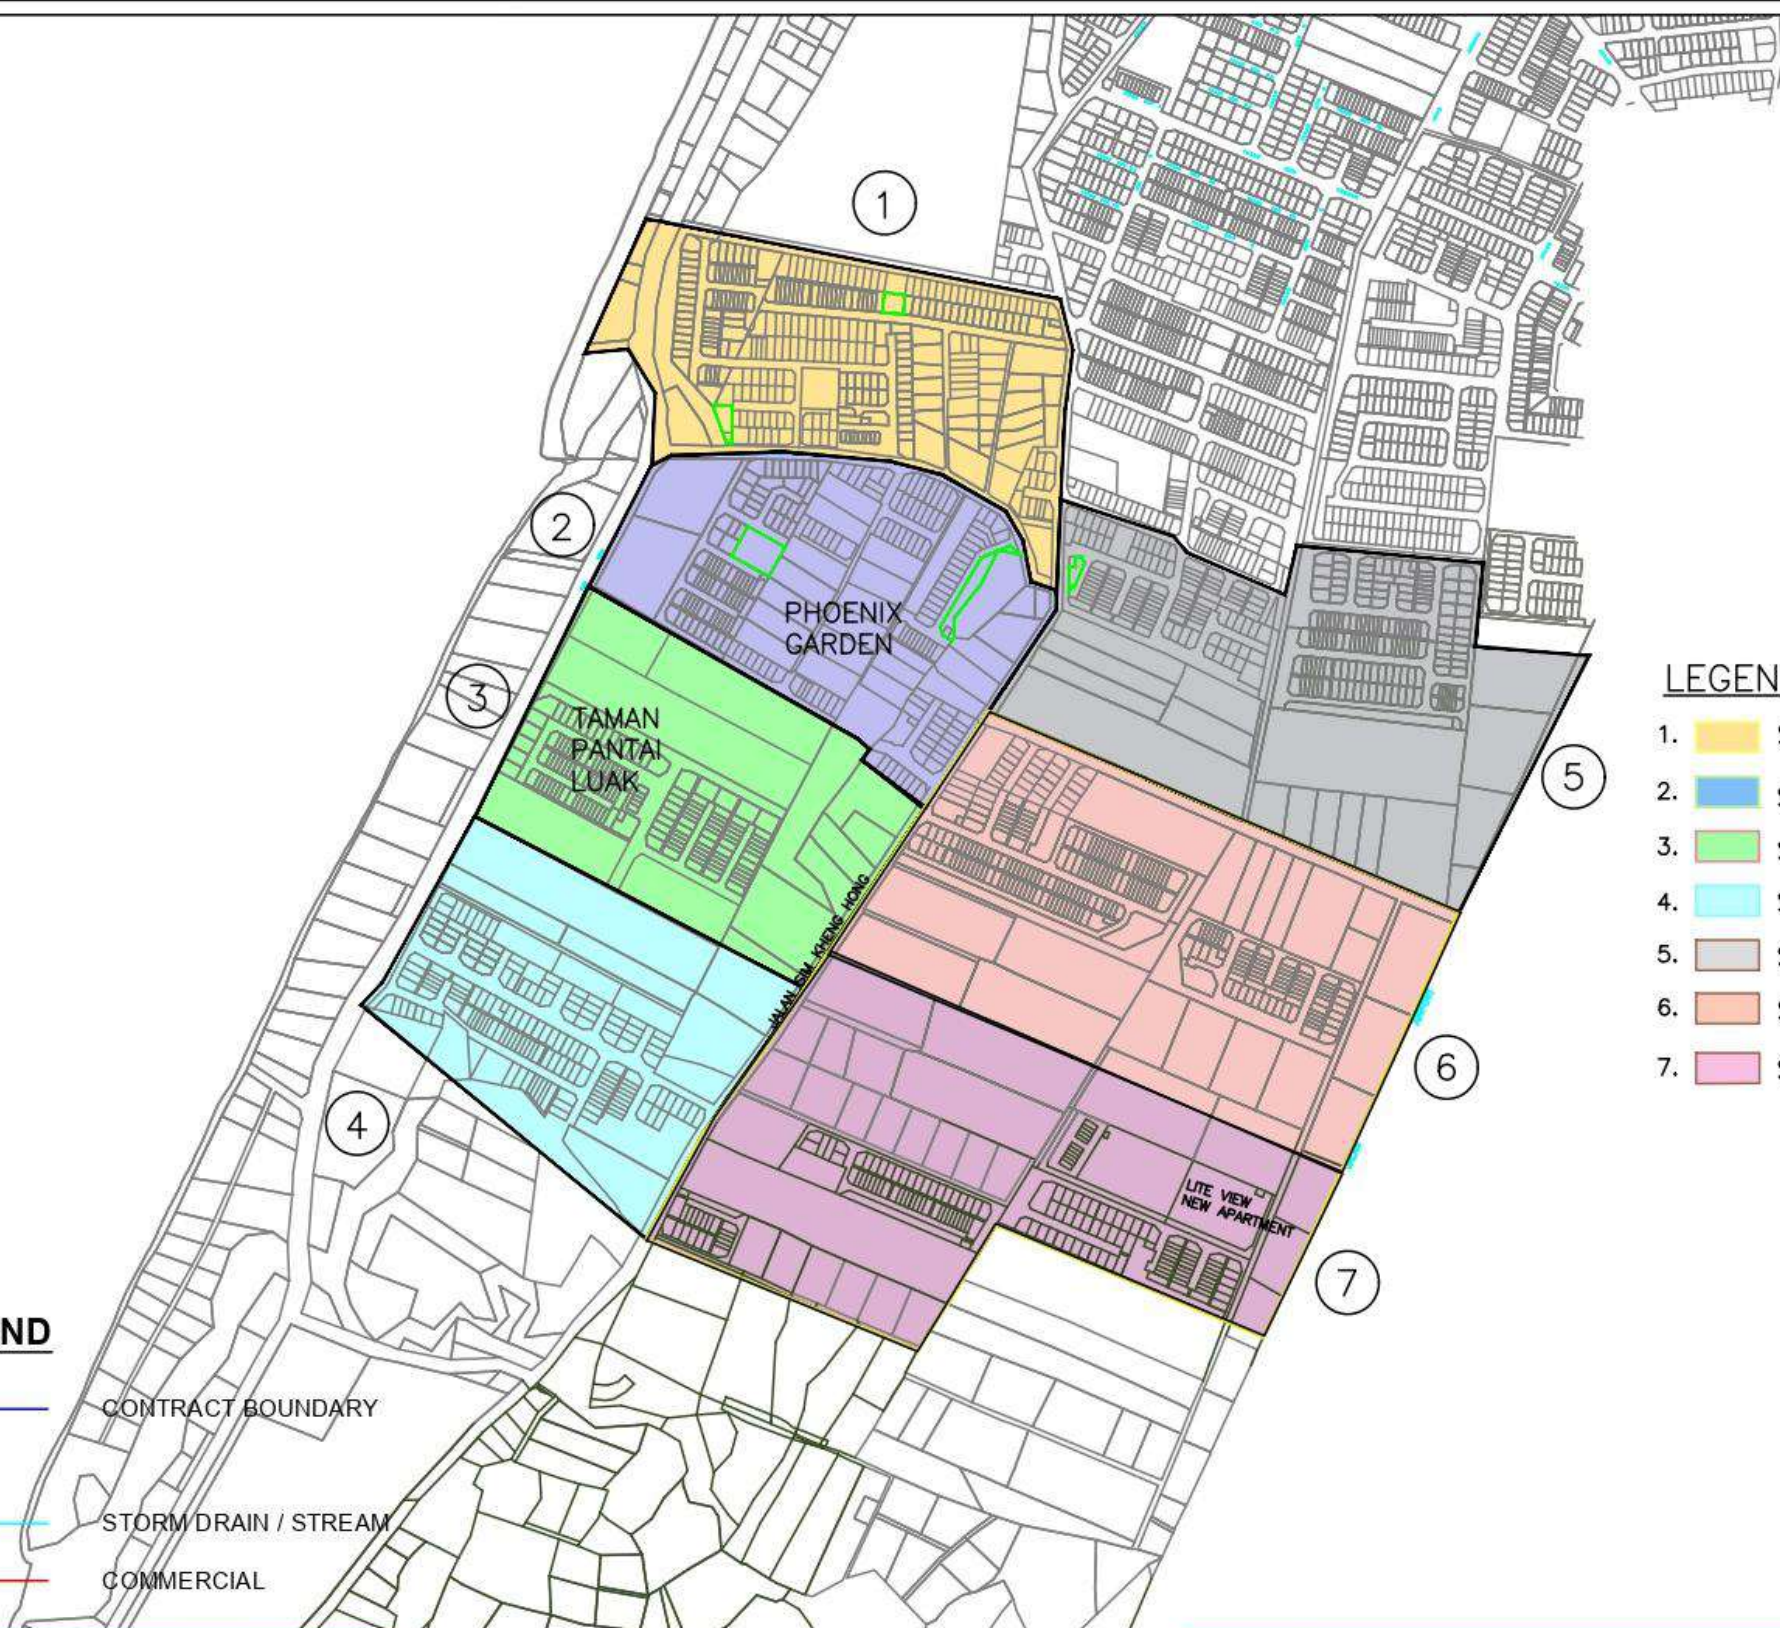 1
2
PHOENIX
GARDEN
3
TAMAN
PANTAI
LUAK
5
JALAN SIM KHENG HONG
6
4
LITE VIEW
NEW APARTMENT
7
LEGEN
1. S
2. S
3. S
4. S
5. S
6. S
7. S
ND
CONTRACT BOUNDARY
STORM DRAIN / STREAM
COMMERCIAL